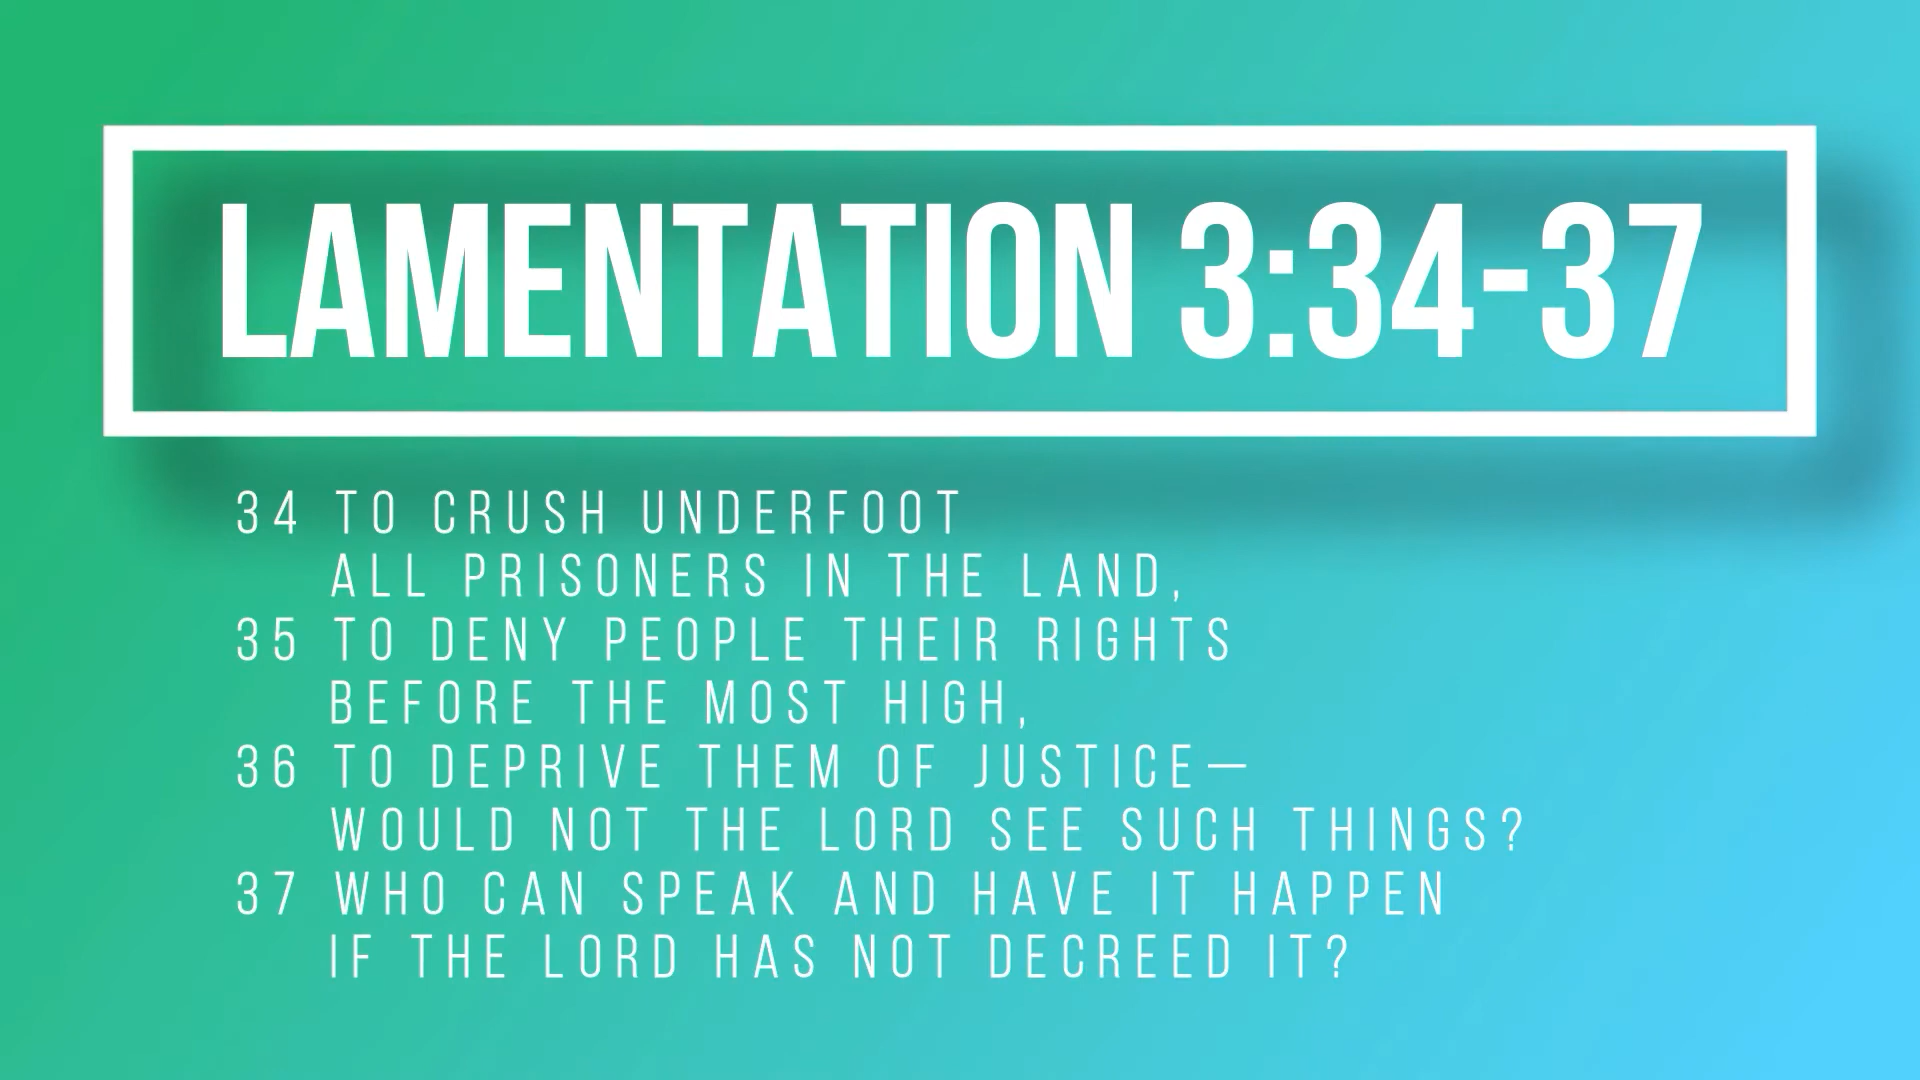 LAMENTATION 3:34-37
34 TO CRUSH UNDERFOOT
ALL PRISONERS IN THE LAND,
35 TO DENY PEOPLE THEIR RIGHTS
BEFORE THE MOST HIGH,
36 TO DEPRIVE THEM OF JUSTICE—
WOULD NOT THE LORD SEE SUCH THINGS?
37 WHO CAN SPEAK AND HAVE IT HAPPEN
IF THE LORD HAS NOT DECREED IT?